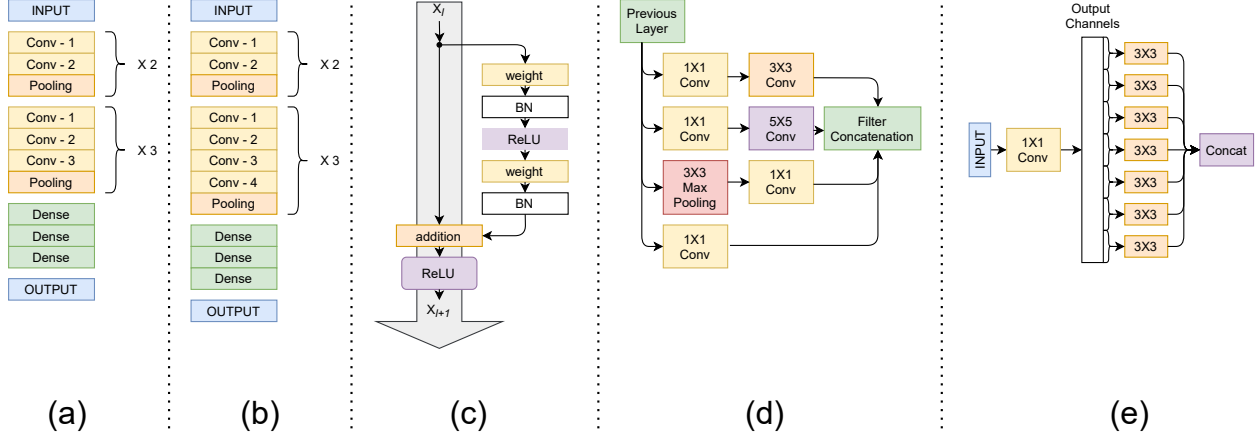 INPUT
Conv - 1
Conv - 2
Pooling
X 2
Conv - 1
Conv - 2
Conv - 3
Pooling
X 3
Dense
Dense
Dense
OUTPUT
(a)
INPUT
Conv - 1
Conv - 2
Pooling
X 2
Conv - 1
Conv - 2
Conv - 3
Conv - 4
Pooling
X 3
Dense
Dense
Dense
OUTPUT
(b)
X_l
weight
BN
ReLU
weight
BN
addition
ReLU
X_{l+1}
(c)
Previous
Layer
1X1
Conv
3X3
Conv
1X1
Conv
5X5
Conv
Filter
Concatenation
3X3
Max
Pooling
1X1
Conv
1X1
Conv
(d)
Output
Channels
INPUT
1X1
Conv
3X3
3X3
3X3
3X3
3X3
3X3
3X3
Concat
(e)